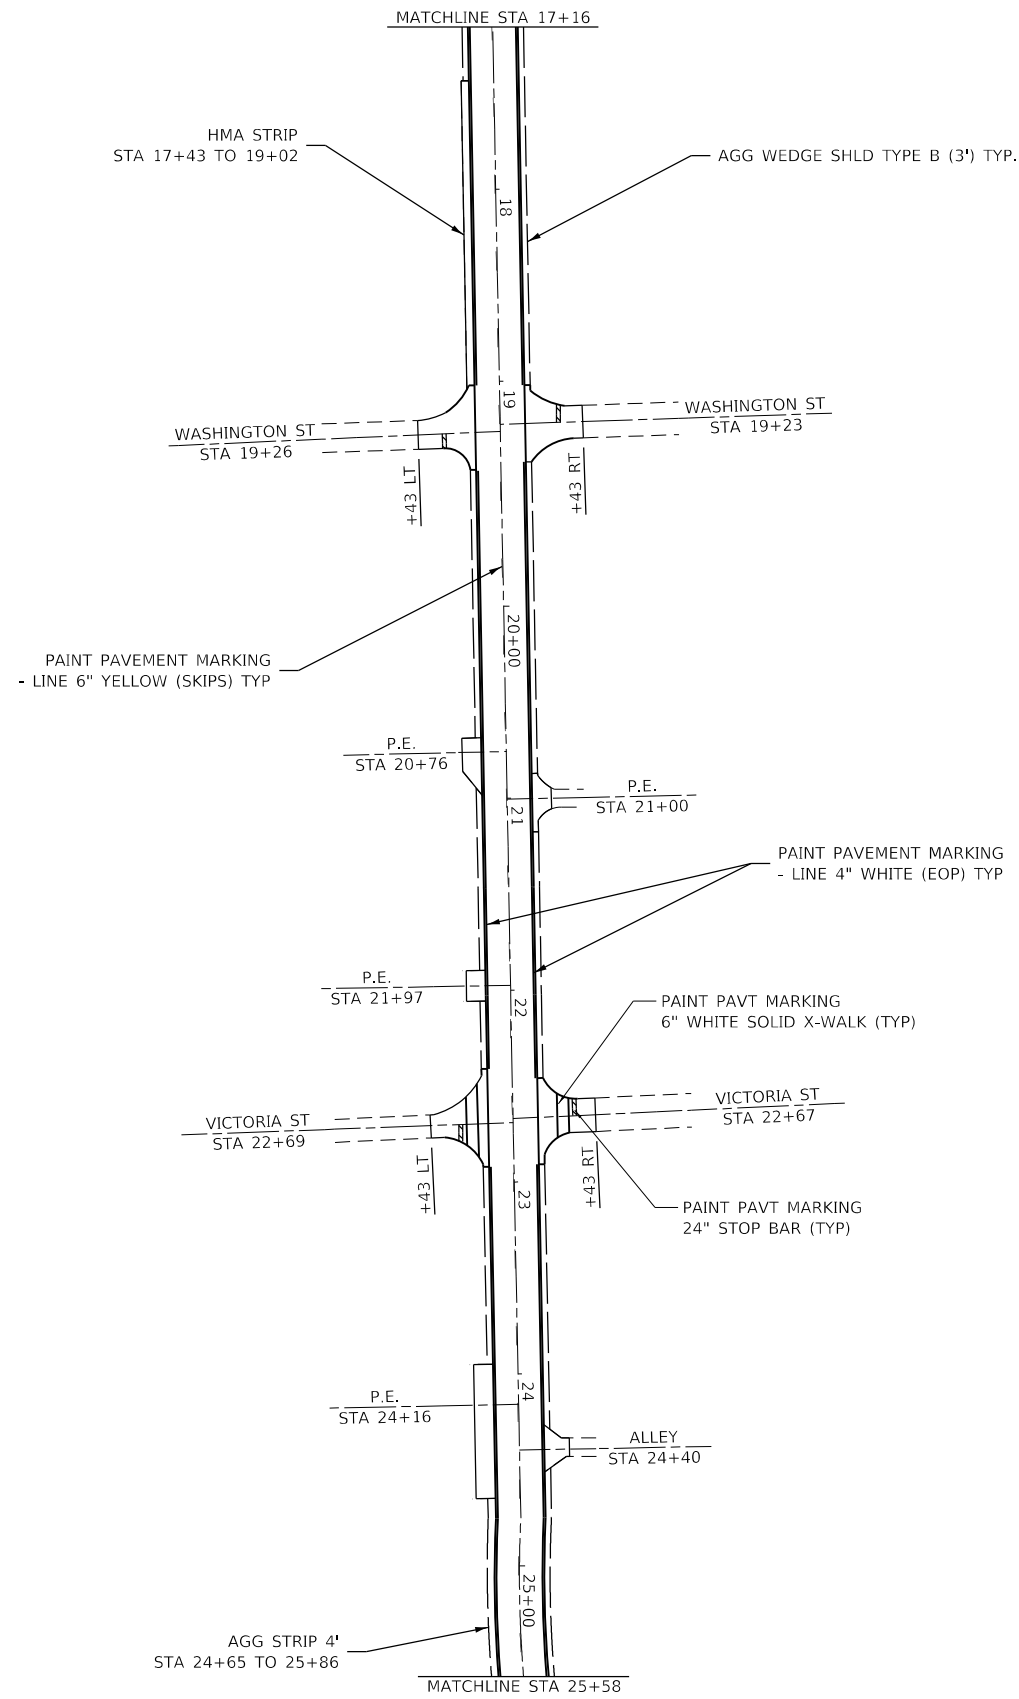 MATCHLINE STA 17+16
HMA STRIP
STA 17+43 TO 19+02
AGG WEDGE SHLD TYPE B (3') TYP.
18
19
WASHINGTON ST
STA 19+26
WASHINGTON ST
STA 19+23
+43 LT
+43 RT
20+00
PAINT PAVEMENT MARKING
- LINE 6" YELLOW (SKIPS) TYP
P.E.
STA 20+76
P.E.
STA 21+00
21
PAINT PAVEMENT MARKING
- LINE 4" WHITE (EOP) TYP
P.E.
STA 21+97
22
PAINT PAVT MARKING
6" WHITE SOLID X-WALK (TYP)
VICTORIA ST
STA 22+69
VICTORIA ST
STA 22+67
+43 LT
+43 RT
23
PAINT PAVT MARKING
24" STOP BAR (TYP)
24
P.E.
STA 24+16
ALLEY
STA 24+40
25+00
AGG STRIP 4'
STA 24+65 TO 25+86
MATCHLINE STA 25+58